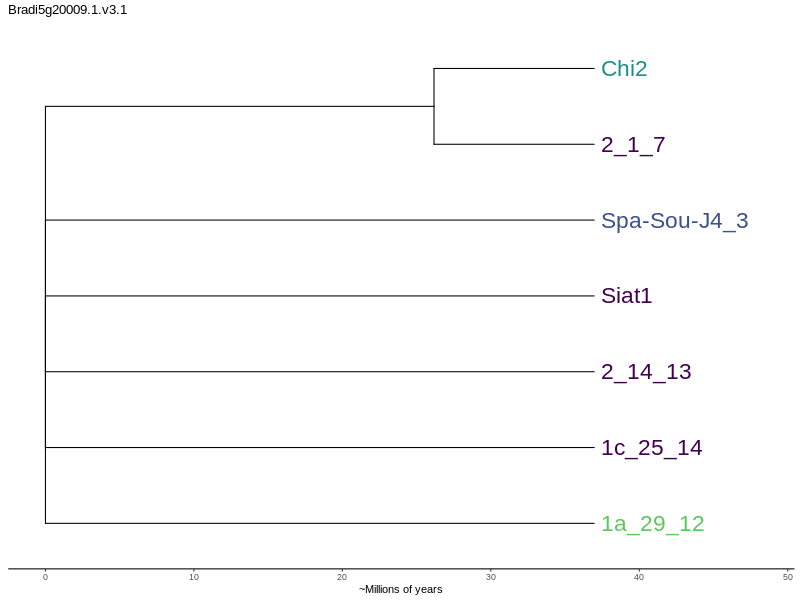 Bradi5g20009.1.v3.1
Chi2
2_1_7
Spa-Sou-J4_3
Siat1
2_14_13
1c_25_14
1a_29_12
0 10 20 30 40 50
~Millions of years